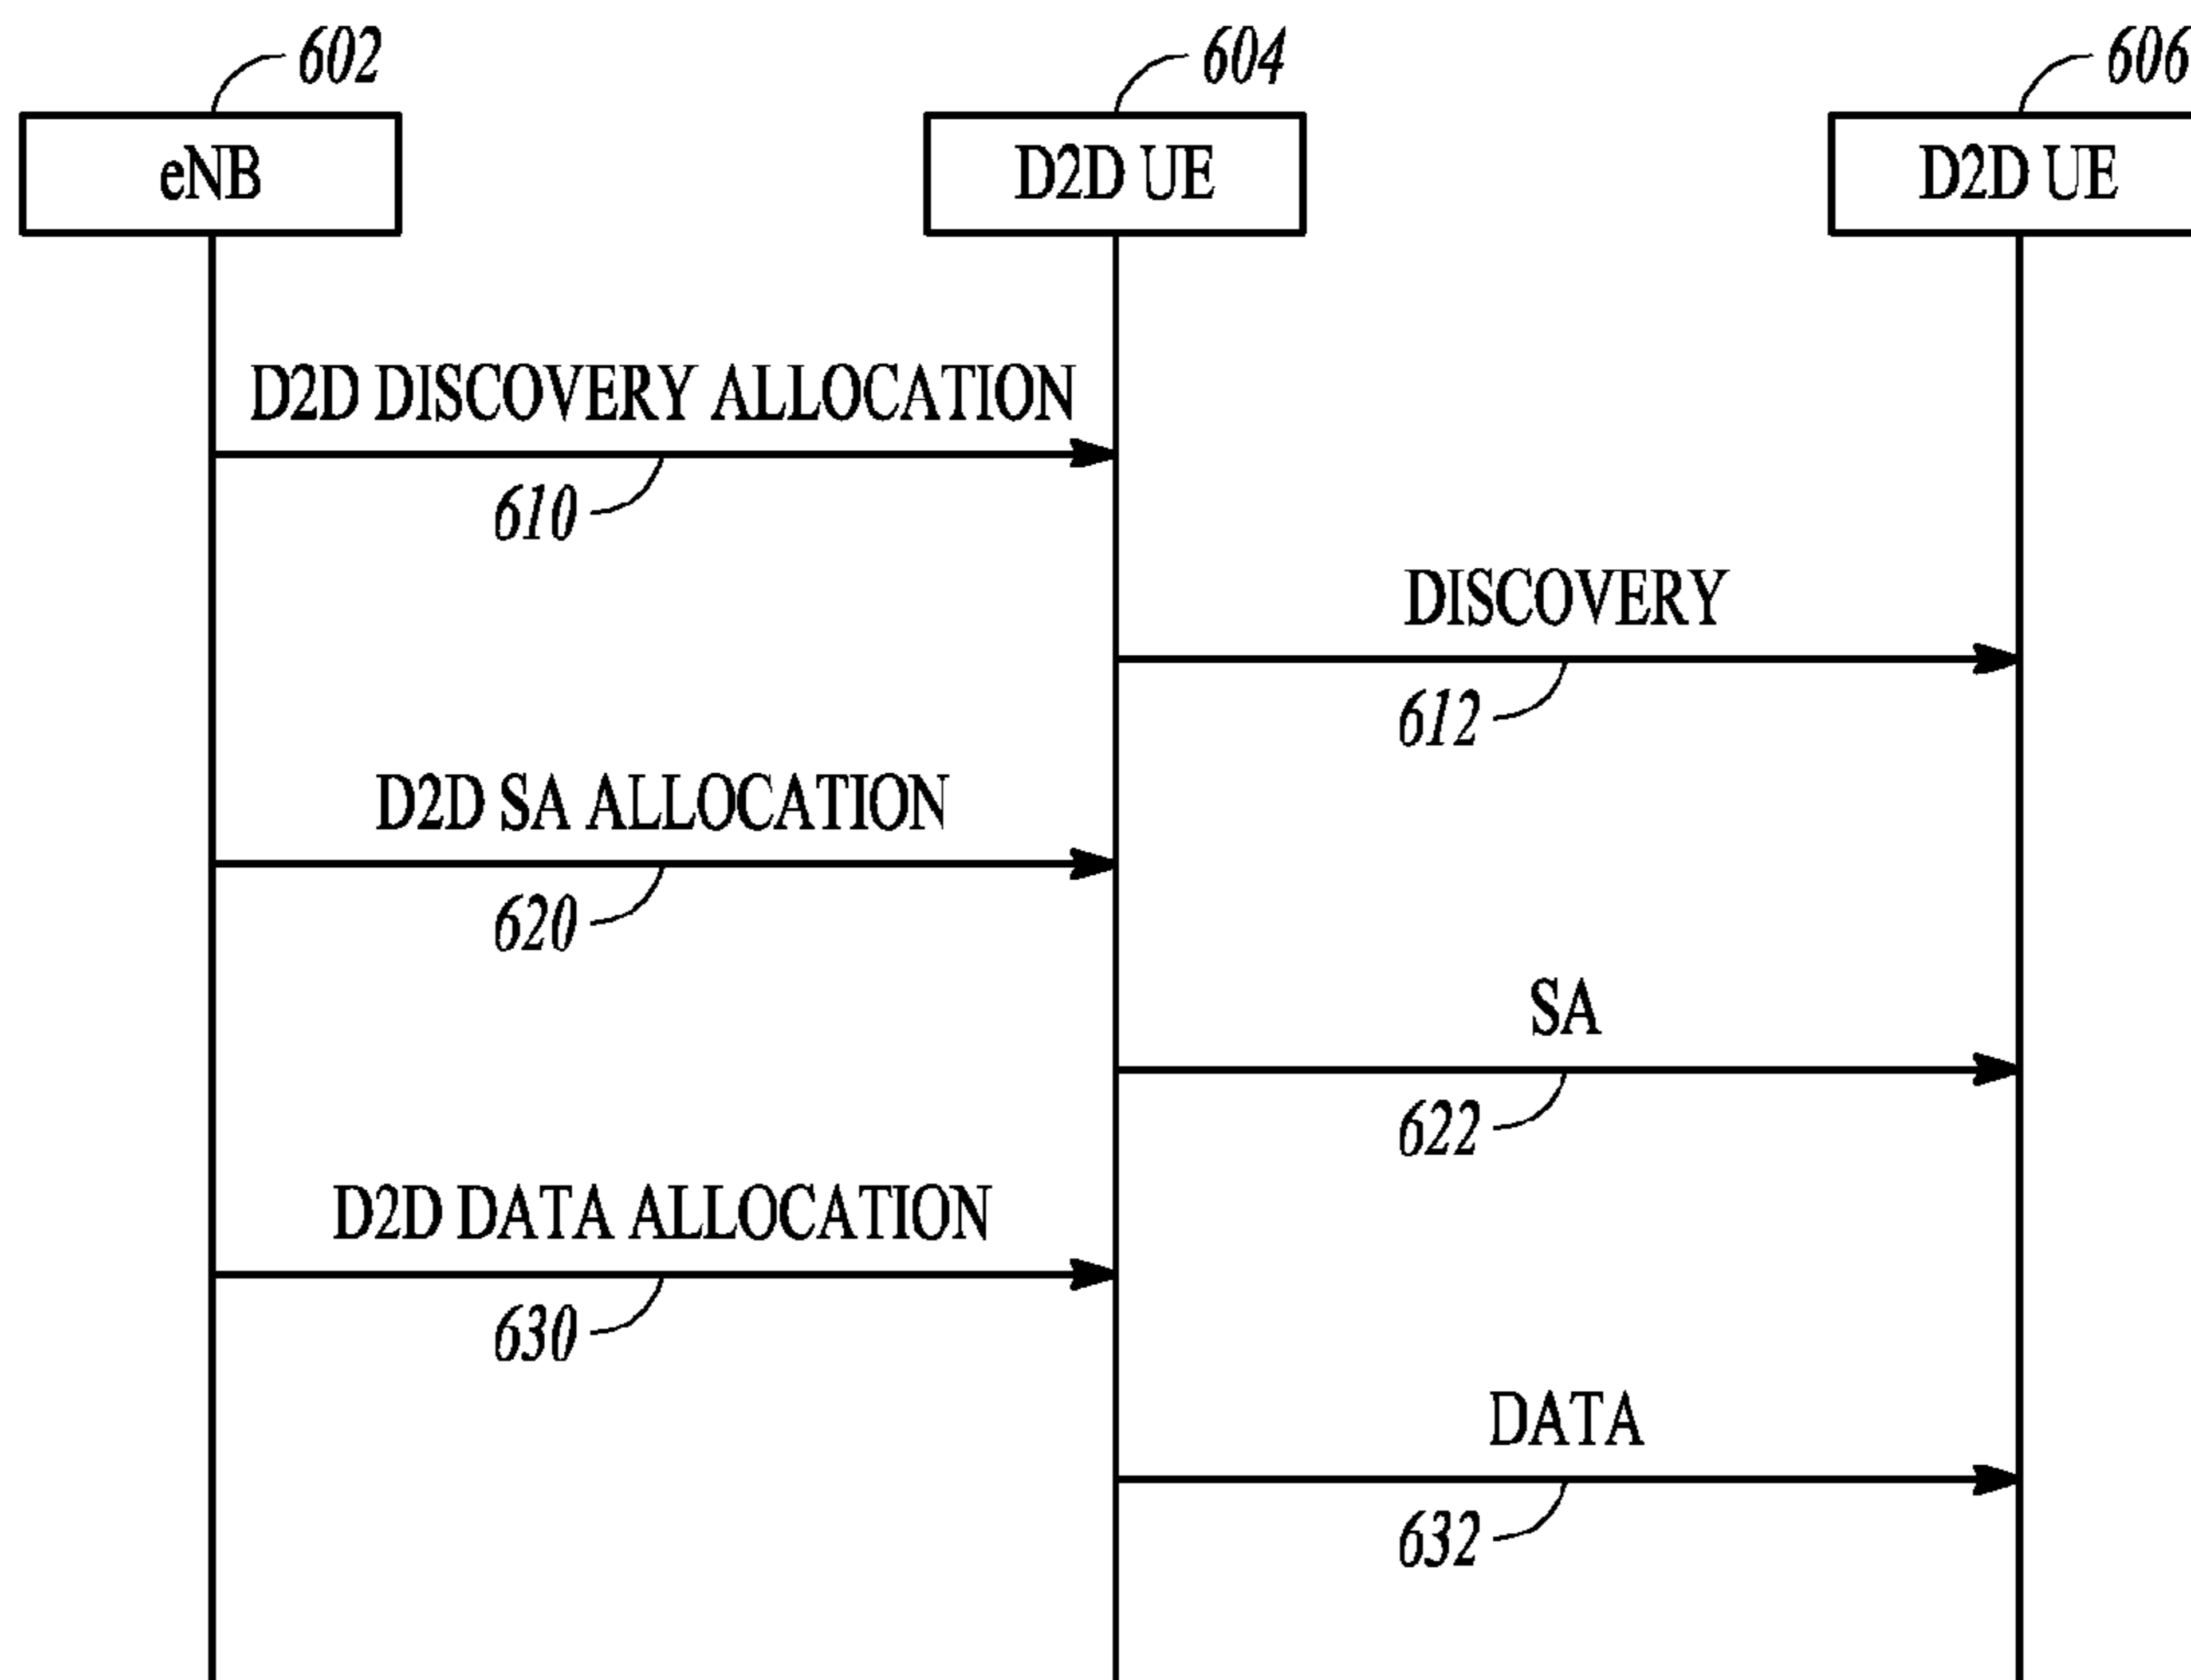 602
604
606
eNB
D2D UE
D2D UE
D2D DISCOVERY ALLOCATION
610
DISCOVERY
612
D2D SA ALLOCATION
620
SA
622
D2D DATA ALLOCATION
630
DATA
632